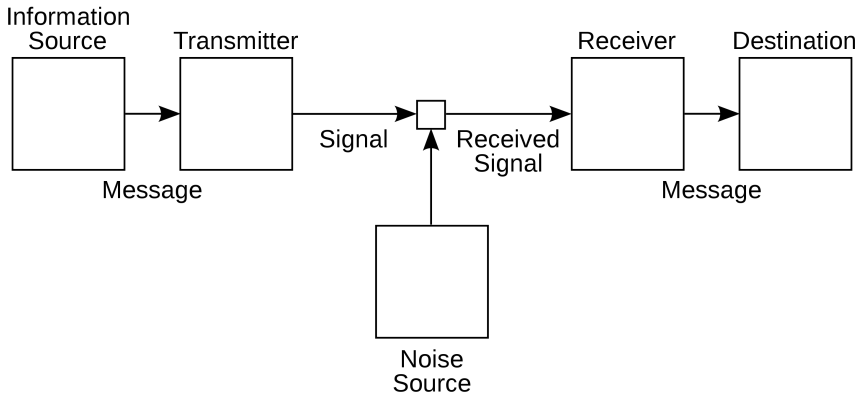 Information
Source
Transmitter
Receiver
Destination
Signal
Received
Signal
Message
Message
Noise
Source